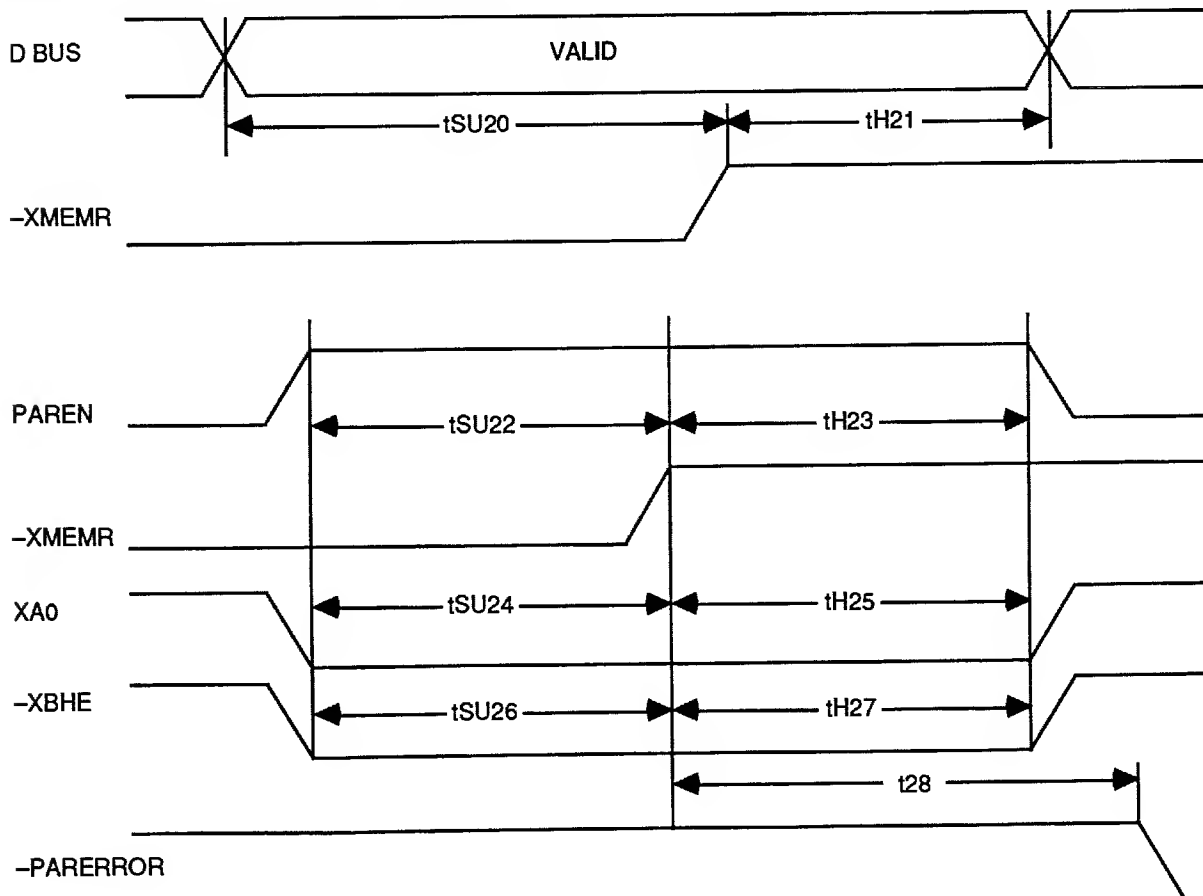 D BUS
VALID
tSU20
tH21
–XMEMR
PAREN
tSU22
tH23
–XMEMR
XA0
tSU24
tH25
–XBHE
tSU26
tH27
t28
–PARERROR